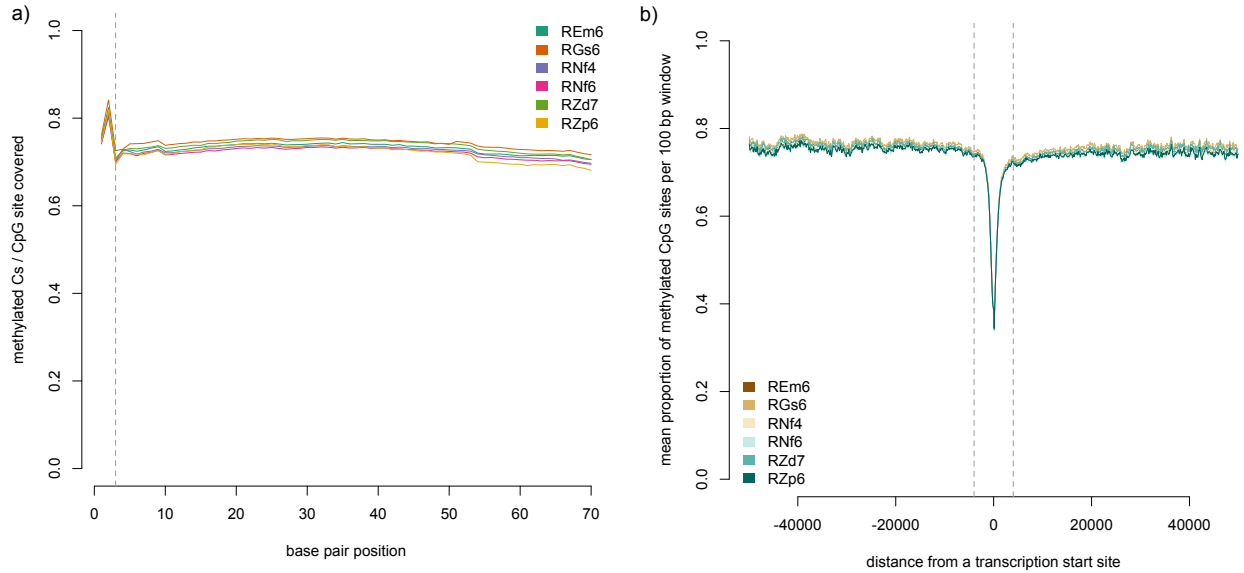 a)
methylated Cs / CpG site covered
1.0
0.8
0.6
0.4
0.2
0.0
REm6
RGs6
RNf4
RNf6
RZd7
RZp6
0 10 20 30 40 50 60 70
base pair position
b)
mean proportion of methylated CpG sites per 100 bp window
1.0
0.8
0.6
0.4
0.2
0.0
REm6
RGs6
RNf4
RNf6
RZd7
RZp6
-40000 -20000 0 20000 40000
distance from a transcription start site